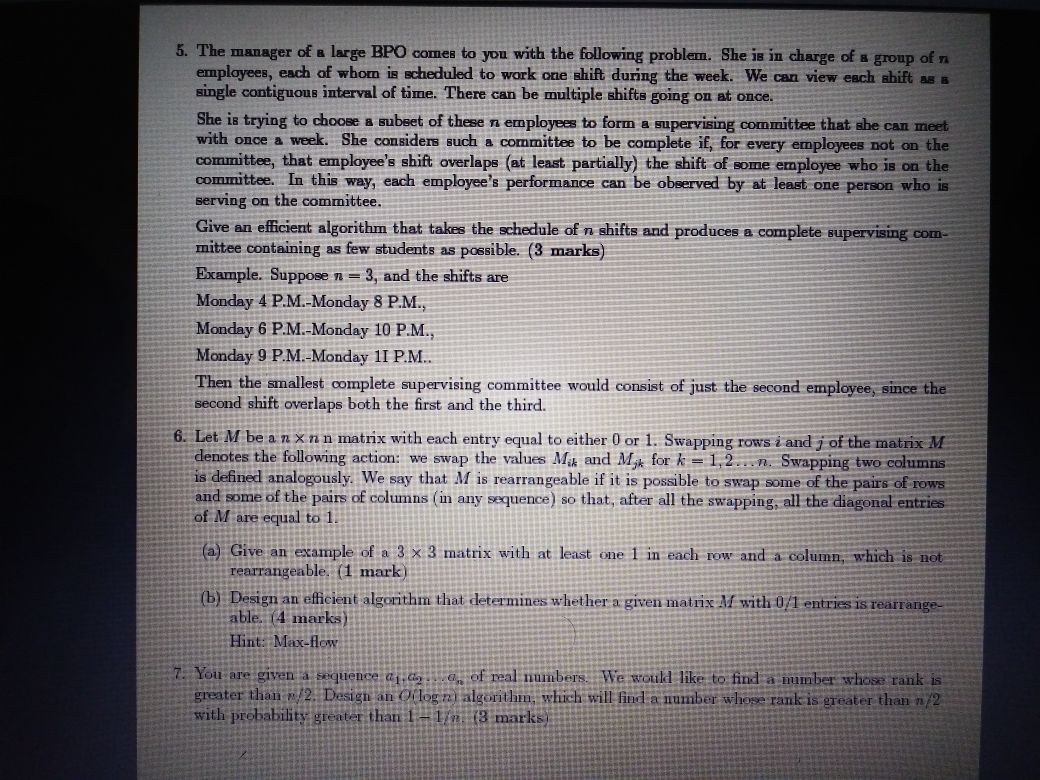 5. The manager of a large BPO comes to you with the following problem. She is in charge of a group of n
employees, each of whom is scheduled to work one shift during the week. We can view each shift as a
single contiguous interval of time. There can be multiple shifts going on at once.
She is trying to choose a subset of these n employees to form a supervising committee that she can meet
with once a week. She considers such a committee to be complete if, for every employees not on the
committee, that employee's shift overlaps (at least partially) the shift of some employee who is on the
committee. In this way, each employee's performance can be observed by at least one person who is
serving on the committee.
Give an efficient algorithm that takes the schedule of n shifts and produces a complete supervising com-
mittee containing as few students as possible. (3 marks)
Example. Suppose n = 3, and the shifts are
Monday 4 P.M.-Monday 8 P.M.,
Monday 6 P.M.-Monday 10 P.M.,
Monday 9 P.M.-Monday 1I P.M..
Then the smallest complete supervising committee would consist of just the second employee, since the
second shift overlaps both the first and the third.
6. Let M be a n × n n matrix with each entry equal to either 0 or 1. Swapping rows i and j of the matrix M
denotes the following action: we swap the values M_ik and M_jk for k = 1, 2 ... n. Swapping two columns
is defined analogously. We say that M is rearrangeable if it is possible to swap some of the pairs of rows
and some of the pairs of columns (in any sequence) so that, after all the swapping, all the diagonal entries
of M are equal to 1.
(a) Give an example of a 3 × 3 matrix with at least one 1 in each row and a column, which is not
rearrangeable. (1 mark)
(b) Design an efficient algorithm that determines whether a given matrix M with 0/1 entries is rearrange-
able. (4 marks)
Hint: Max-flow
7. You are given a sequence a₁, a₂ ... aₙ of real numbers. We would like to find a number whose rank is
greater than n/2. Design an O(log n) algorithm, which will find a number whose rank is greater than n/2
with probability greater than 1 − 1/n. (3 marks)